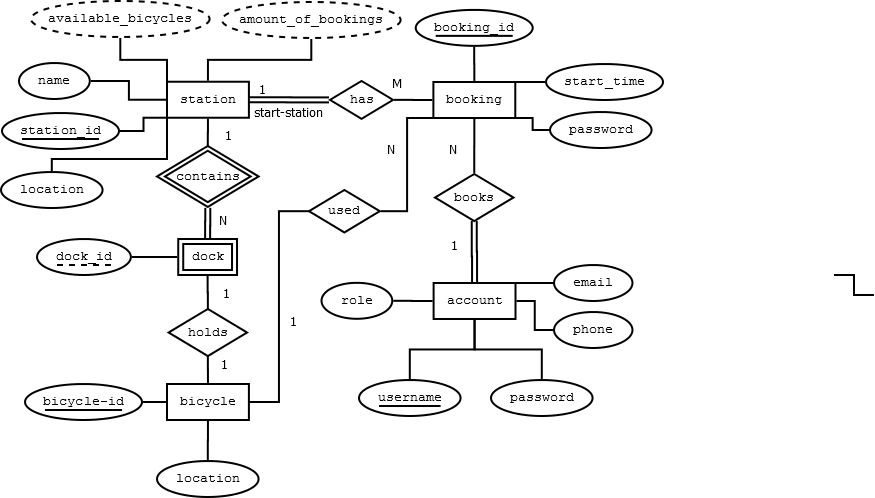 available_bicycles
amount_of_bookings
booking_id
name
station
1
has
M
booking
start_time
start-station
station_id
password
1
N
N
location
contains
books
used
N
dock_id
dock
1
email
1
role
account
holds
1
phone
1
bicycle-id
bicycle
username
password
location